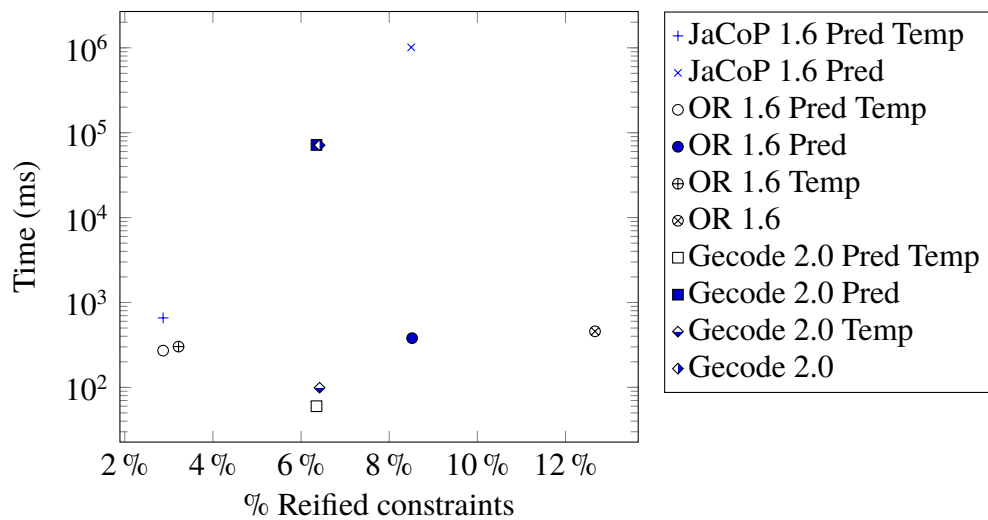 10^6
10^5
10^4
10^3
10^2
Time (ms)
2 % 4 % 6 % 8 % 10 % 12 %
% Reified constraints
JaCoP 1.6 Pred Temp
JaCoP 1.6 Pred
OR 1.6 Pred Temp
OR 1.6 Pred
OR 1.6 Temp
OR 1.6
Gecode 2.0 Pred Temp
Gecode 2.0 Pred
Gecode 2.0 Temp
Gecode 2.0